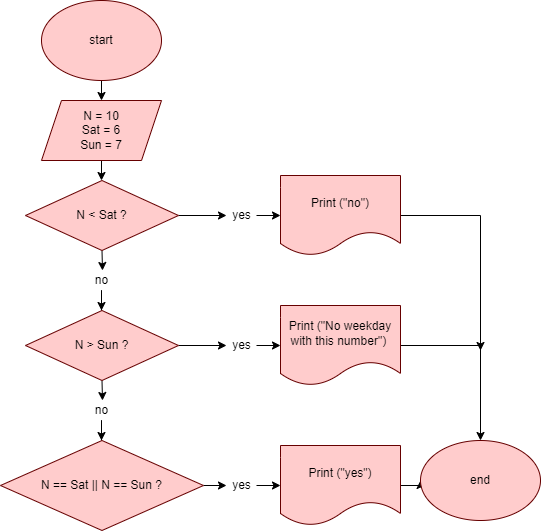 start
N = 10
Sat = 6
Sun = 7
N < Sat ?
yes
Print ("no")
no
N > Sun ?
yes
Print ("No weekday
with this number")
no
N == Sat || N == Sun ?
yes
Print ("yes")
end